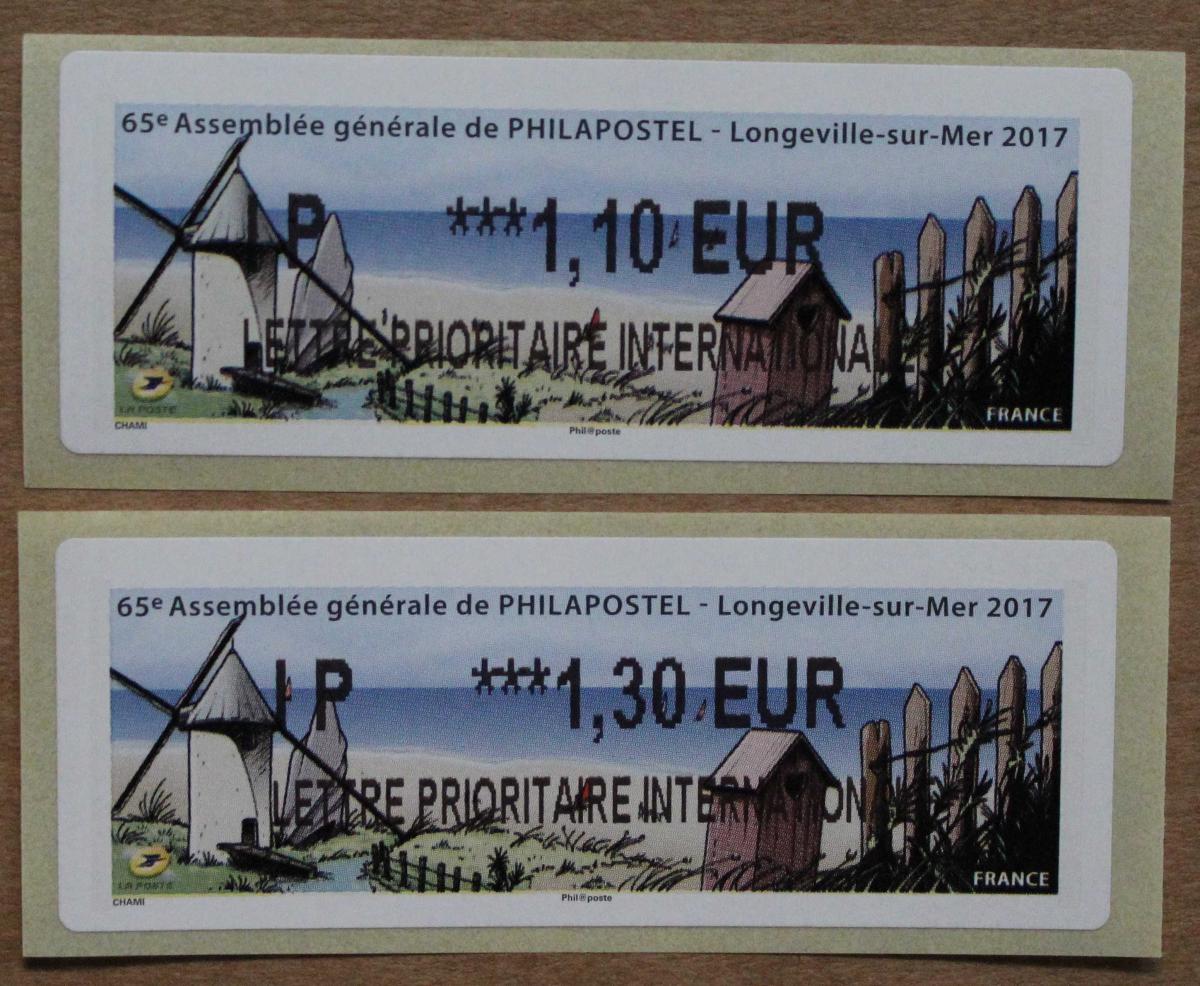 65e Assemblée générale de PHILAPOSTEL - Longeville-sur-Mer 2017
P ***1,10 EUR
LETTRE PRIORITAIRE INTERNATIONALE
LA POSTE
FRANCE
CHAMI
Phil@poste
65e Assemblée générale de PHILAPOSTEL - Longeville-sur-Mer 2017
IP ***1,30 EUR
LETTRE PRIORITAIRE INTERNATIONALE
LA POSTE
FRANCE
CHAMI
Phil@poste